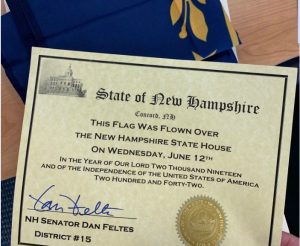 State of New Hampshire
Concord, NH
THIS FLAG WAS FLOWN OVER
THE NEW HAMPSHIRE STATE HOUSE
ON WEDNESDAY, JUNE 12TH
IN THE YEAR OF OUR LORD TWO THOUSAND NINETEEN
AND OF THE INDEPENDENCE OF THE UNITED STATES OF AMERICA
TWO HUNDRED AND FORTY-TWO.
Dan Feltes
NH SENATOR DAN FELTES
DISTRICT #15